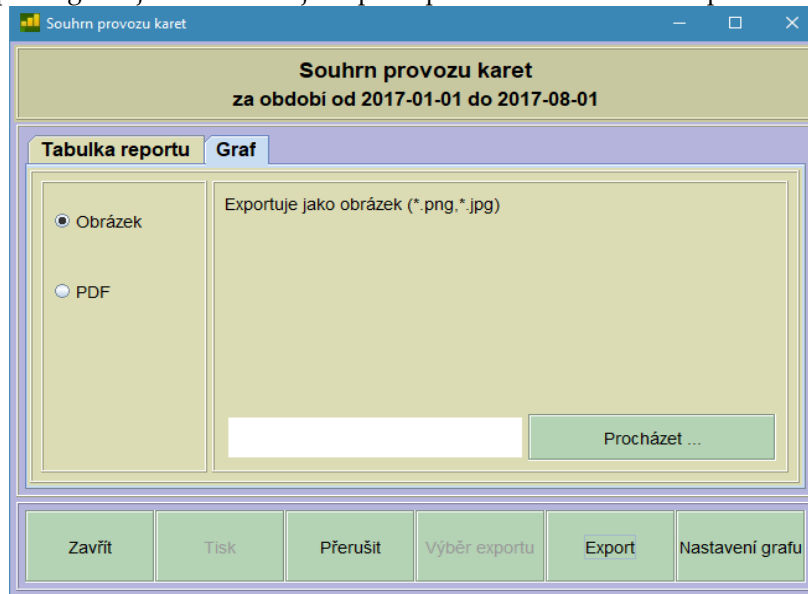 Souhrn provozu karet
Souhrn provozu karet
za období od 2017-01-01 do 2017-08-01
Tabulka reportu Graf
Obrázek
Exportuje jako obrázek (*.png,*.jpg)
PDF
Procházet ...
Zavřít Tisk Přerušit Výběr exportu Export Nastavení grafu